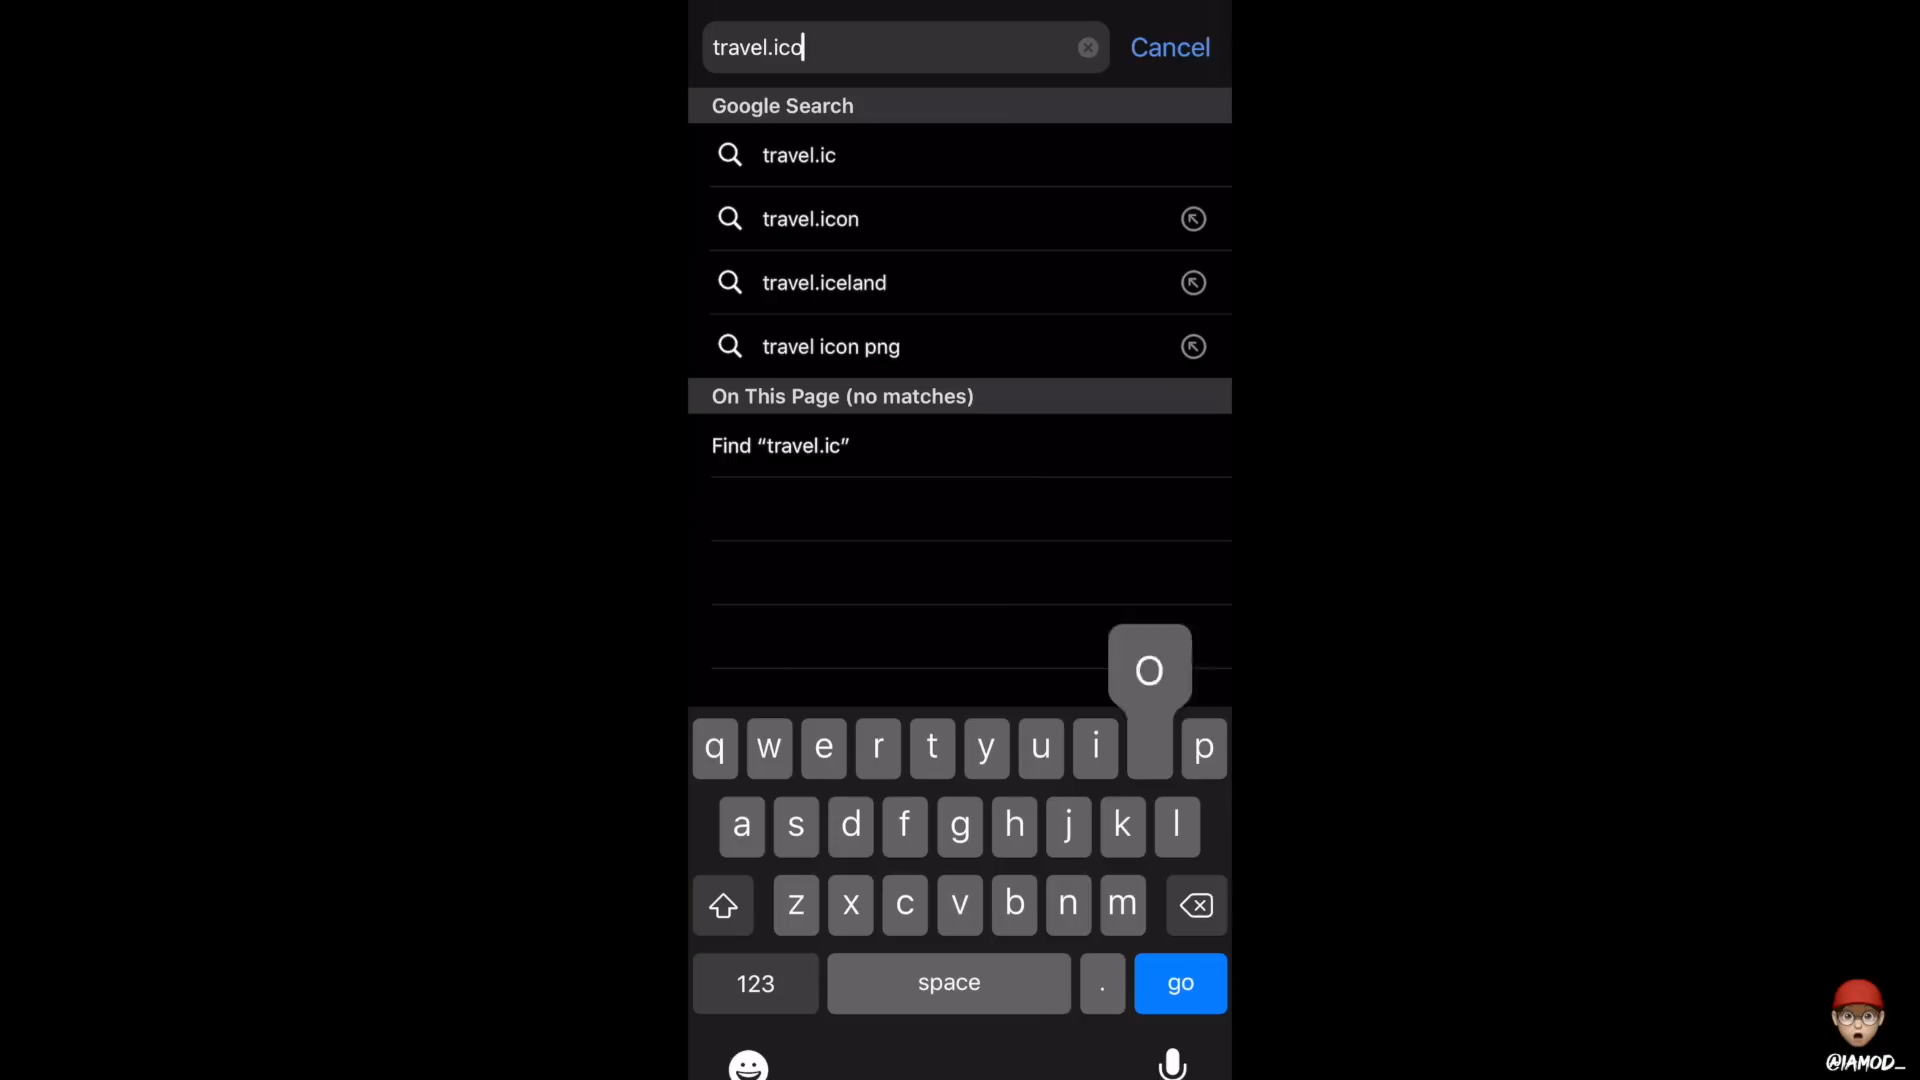 travel.ico
Cancel
Google Search
travel.ic
travel.icon
travel.iceland
travel icon png
On This Page (no matches)
Find “travel.ic”
O
q w e r t y u i p
a s d f g h j k l
z x c v b n m
123 space . go
@IAMOD_